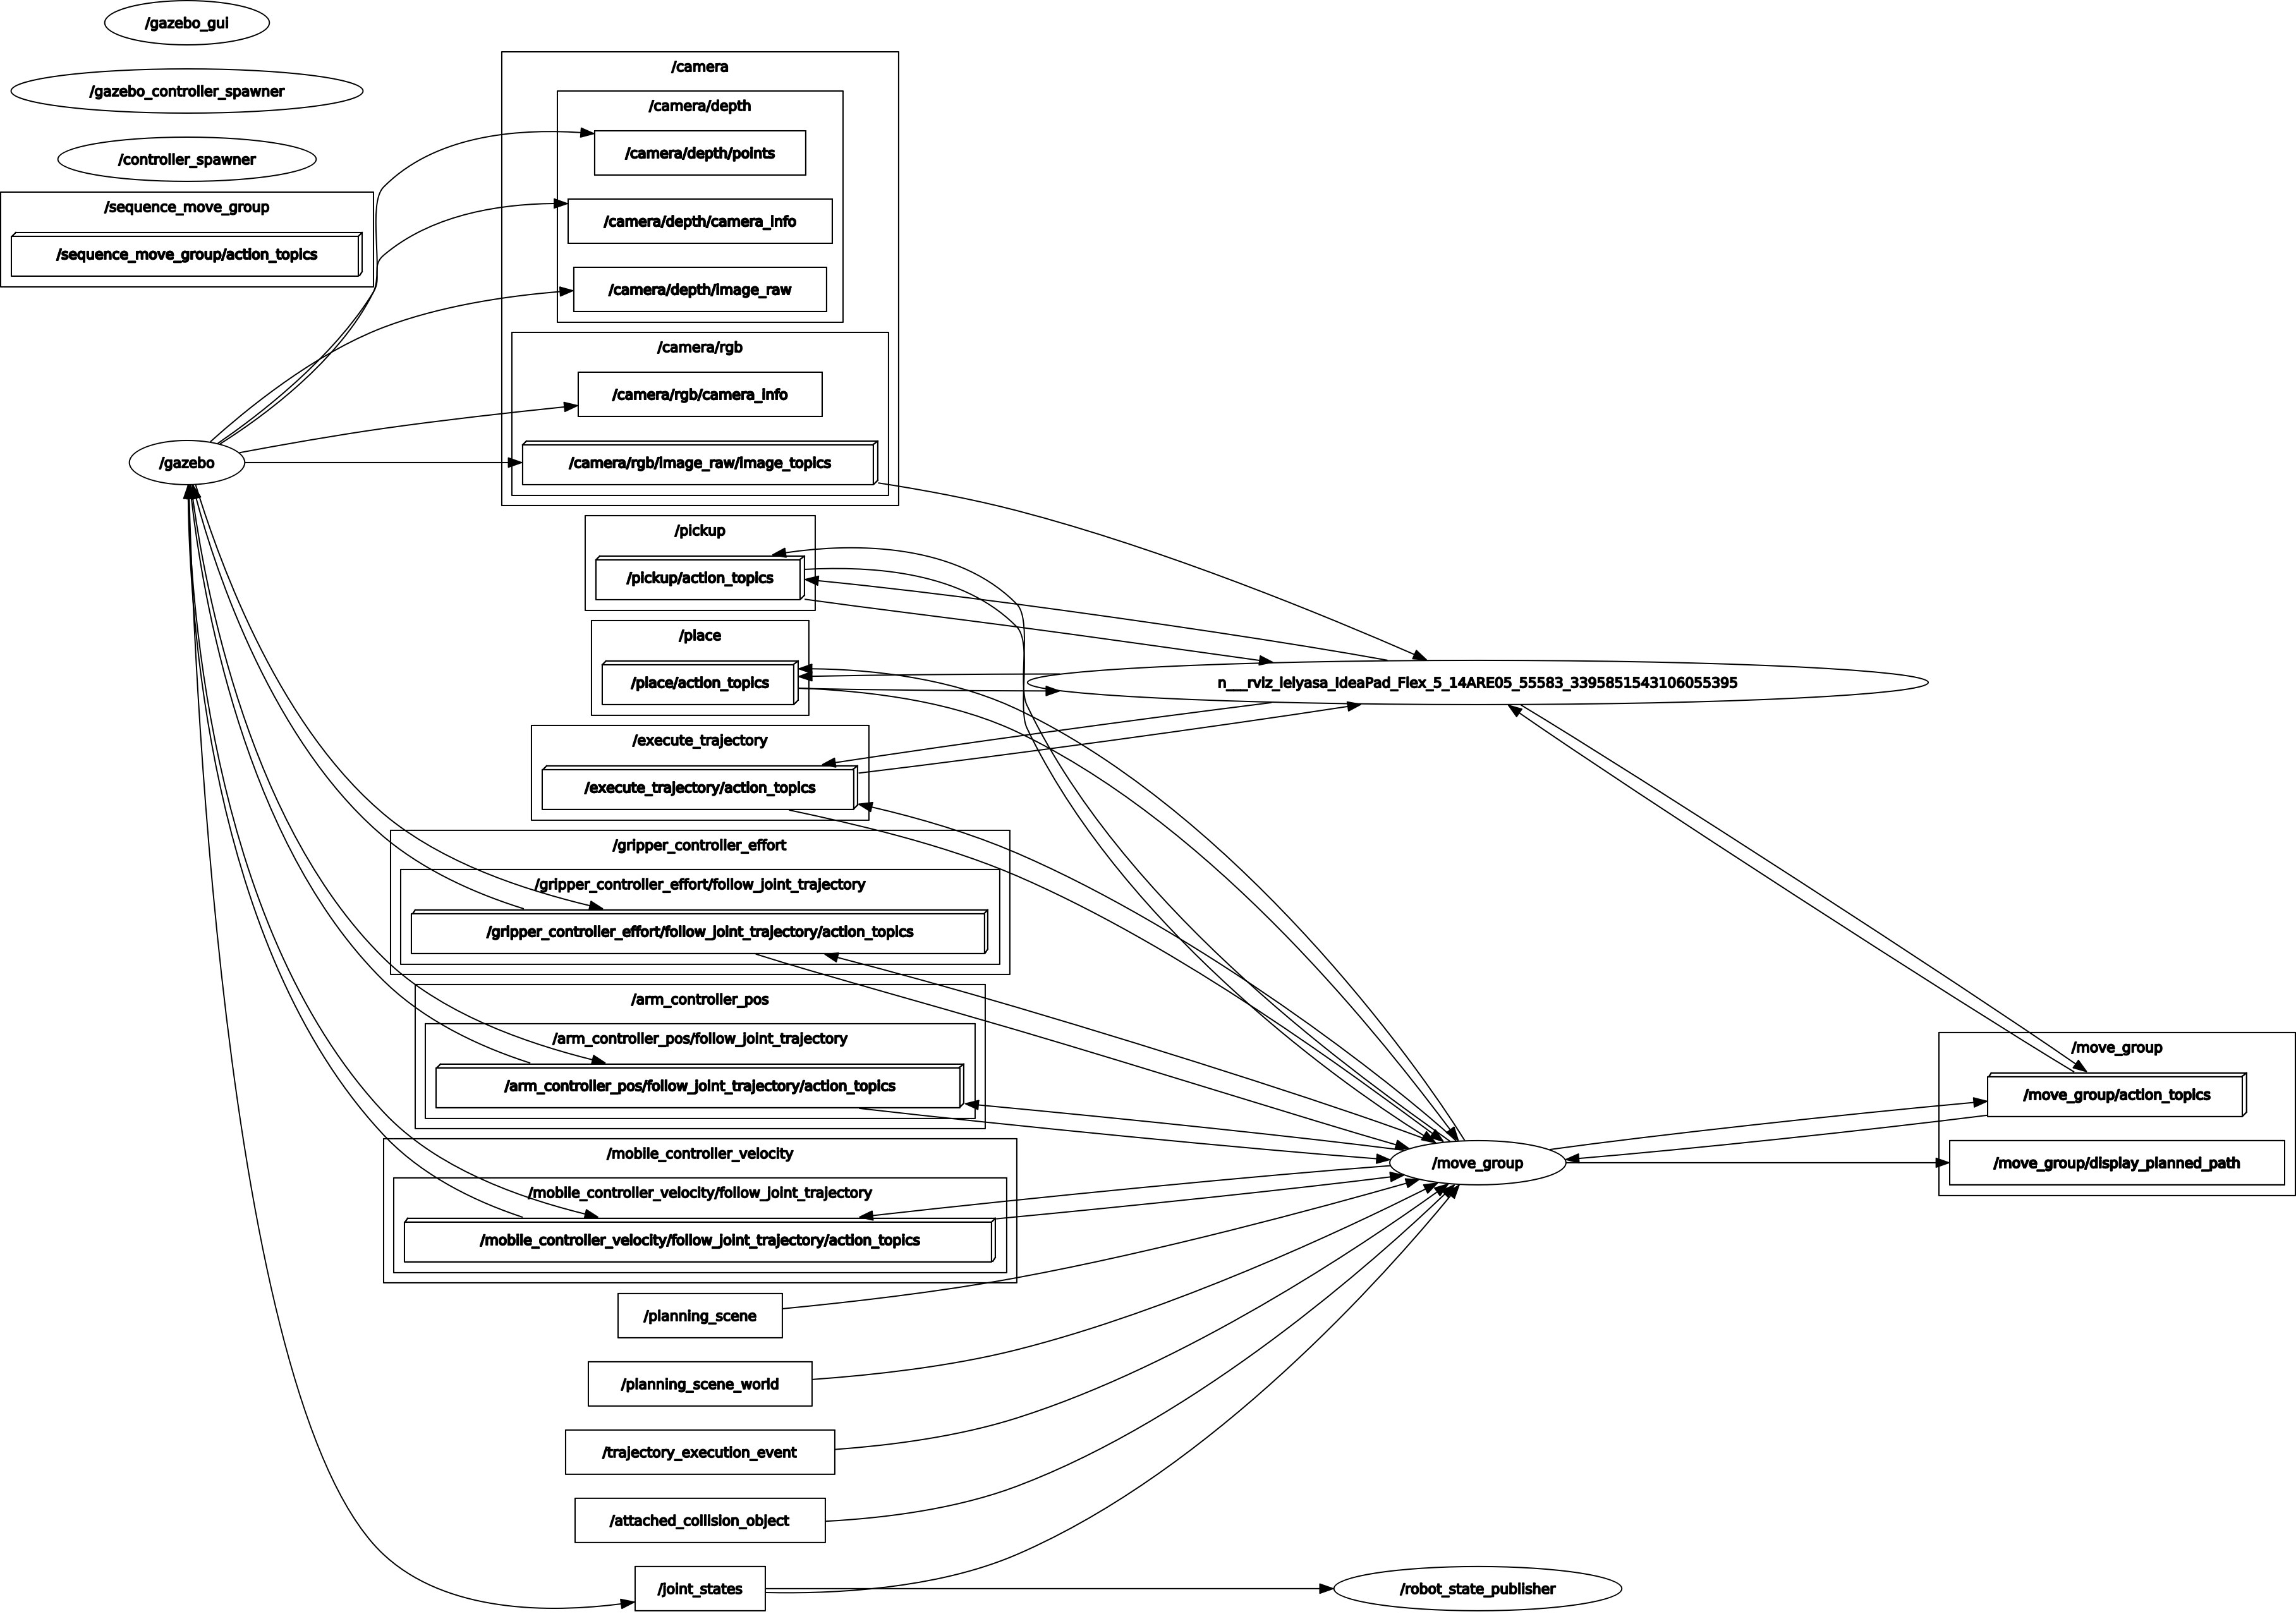 /gazebo_gui
/gazebo_controller_spawner
/controller_spawner
/sequence_move_group
/sequence_move_group/action_topics
/gazebo
/camera
/camera/depth
/camera/depth/points
/camera/depth/camera_info
/camera/depth/image_raw
/camera/rgb
/camera/rgb/camera_info
/camera/rgb/image_raw/image_topics
/pickup
/pickup/action_topics
/place
/place/action_topics
/execute_trajectory
/execute_trajectory/action_topics
/gripper_controller_effort
/gripper_controller_effort/follow_joint_trajectory
/gripper_controller_effort/follow_joint_trajectory/action_topics
/arm_controller_pos
/arm_controller_pos/follow_joint_trajectory
/arm_controller_pos/follow_joint_trajectory/action_topics
/mobile_controller_velocity
/mobile_controller_velocity/follow_joint_trajectory
/mobile_controller_velocity/follow_joint_trajectory/action_topics
/planning_scene
/planning_scene_world
/trajectory_execution_event
/attached_collision_object
/joint_states
n___rviz_lelyasa_IdeaPad_Flex_5_14ARE05_55583_3395851543106055395
/move_group
/robot_state_publisher
/move_group
/move_group/action_topics
/move_group/display_planned_path